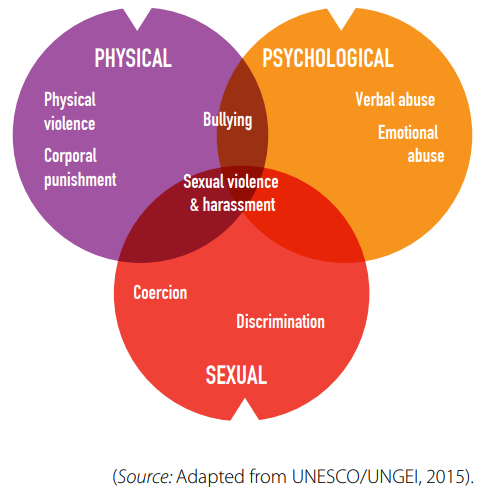 PHYSICAL
Physical
violence
Corporal
punishment
Bullying
PSYCHOLOGICAL
Verbal abuse
Emotional
abuse
Sexual violence
& harassment
Coercion
Discrimination
SEXUAL
(Source: Adapted from UNESCO/UNGEI, 2015).